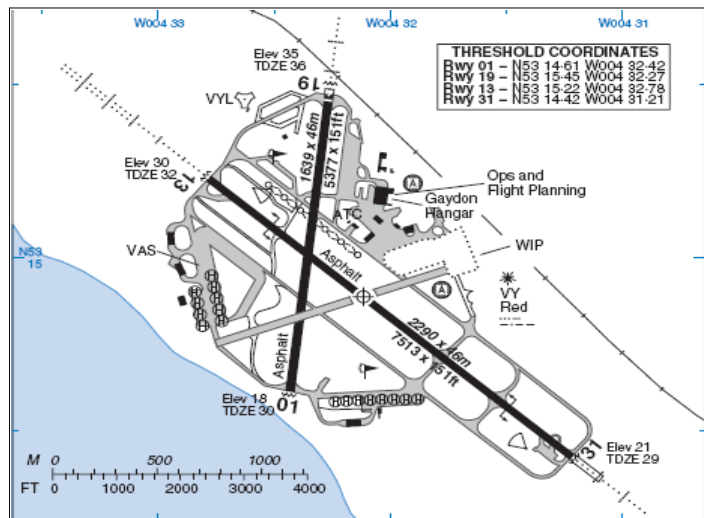 W004 33
W004 32
W004 31
Elev 35
TDZE 36
19
THRESHOLD COORDINATES
Rwy 01 – N53 14·61 W004 32·42
Rwy 19 – N53 15·45 W004 32·27
Rwy 13 – N53 15·22 W004 32·78
Rwy 31 – N53 14·42 W004 31·21
VYL
1639 x 46m
5377 x 151ft
Elev 30
TDZE 32
13
A
Ops and
Flight Planning
Gaydon
Hangar
ATC
WIP
VAS
N53
15
Asphalt
A
VY
Red
H
H
H
H
H
H
H
H
H
2290 x 46m
7513 x 151ft
Asphalt
Elev 18
TDZE 30
01
H H H H H H H H
31
Elev 21
TDZE 29
M 0 500 1000
FT 0 1000 2000 3000 4000